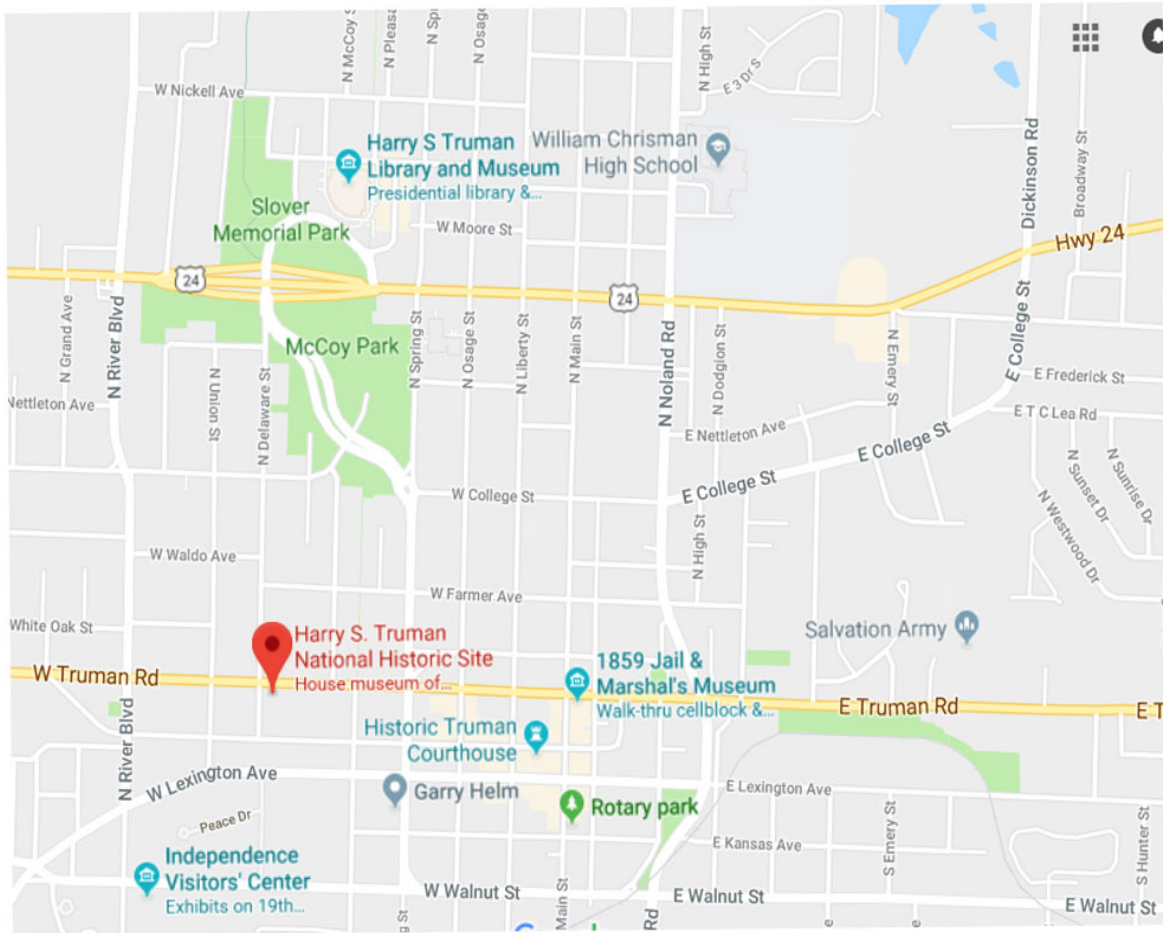 N McCoy S
N Pleasa
N Spr
N Osag
N High St
E 3 Dr S
W Nickell Ave
Harry S Truman
Library and Museum
Presidential library &...
William Chrisman
High School
Dickinson Rd
Broadway St
Slover
Memorial Park
W Moore St
Hwy 24
24
24
N Grand Ave
N River Blvd
McCoy Park
N Spring St
N Osage St
N Liberty St
N Main St
N Noland Rd
N Dodgion St
N Emery St
E College St
E Frederick St
Nettleton Ave
N Union St
N Delaware St
E Nettleton Ave
E College St
E T C Lea Rd
N Sunset Dr
N Sunrise Dr
W College St
E College St
N Westwood Dr
W Waldo Ave
N High St
W Farmer Ave
White Oak St
Harry S. Truman
National Historic Site
House museum of...
Salvation Army
W Truman Rd
1859 Jail &
Marshal's Museum
Walk-thru cellblock &...
E Truman Rd
E T
N River Blvd
Historic Truman
Courthouse
W Lexington Ave
Garry Helm
Rotary park
E Lexington Ave
Peace Dr
E Kansas Ave
S Emery St
S Hunter St
Independence
Visitors' Center
Exhibits on 19th...
W Walnut St
Main St
E Walnut St
E Walnut St
g St
Rd
e
e